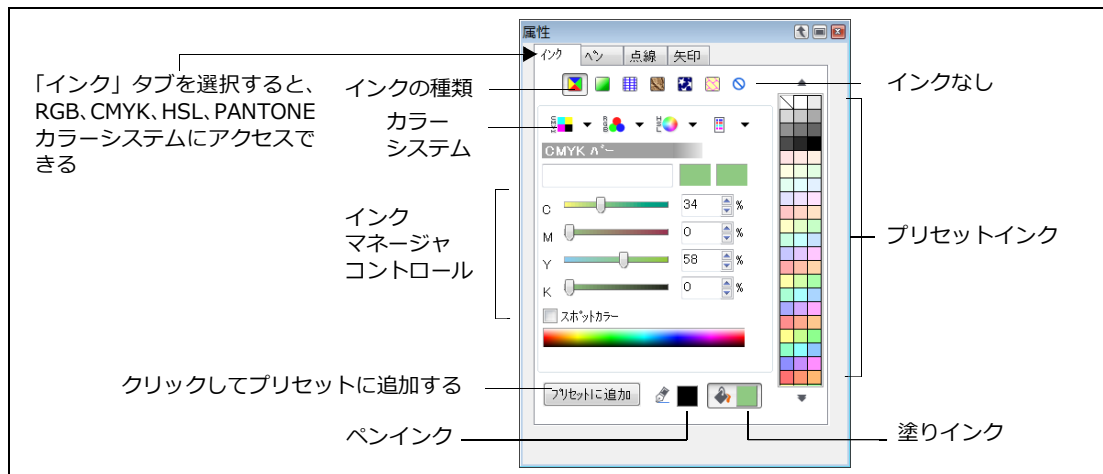 属性
インク ペン 点線 矢印
「インク」タブを選択すると、
RGB、CMYK、HSL、PANTONE
カラーシステムにアクセスで
きる
インクの種類
インクなし
カラー
システム
CMYK
RGB
HSL
CMYK バー
インク
マネージャ
コントロール
C 34 %
M 0 %
Y 58 %
K 0 %
スポットカラー
プリセットインク
クリックしてプリセットに追加する
プリセットに追加
ペンインク
塗りインク